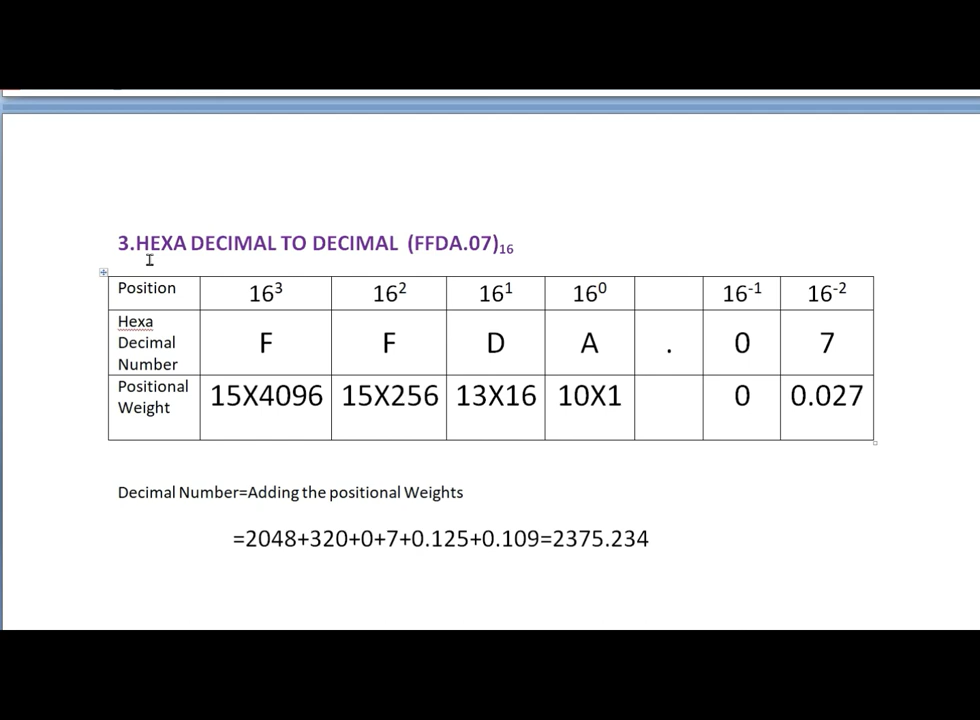 3.HEXA DECIMAL TO DECIMAL (FFDA.07)₁₆
Position 16³ 16² 16¹ 16⁰ 16⁻¹ 16⁻²
Hexa Decimal Number F F D A . 0 7
Positional Weight 15X4096 15X256 13X16 10X1 0 0.027
Decimal Number=Adding the positional Weights
=2048+320+0+7+0.125+0.109=2375.234